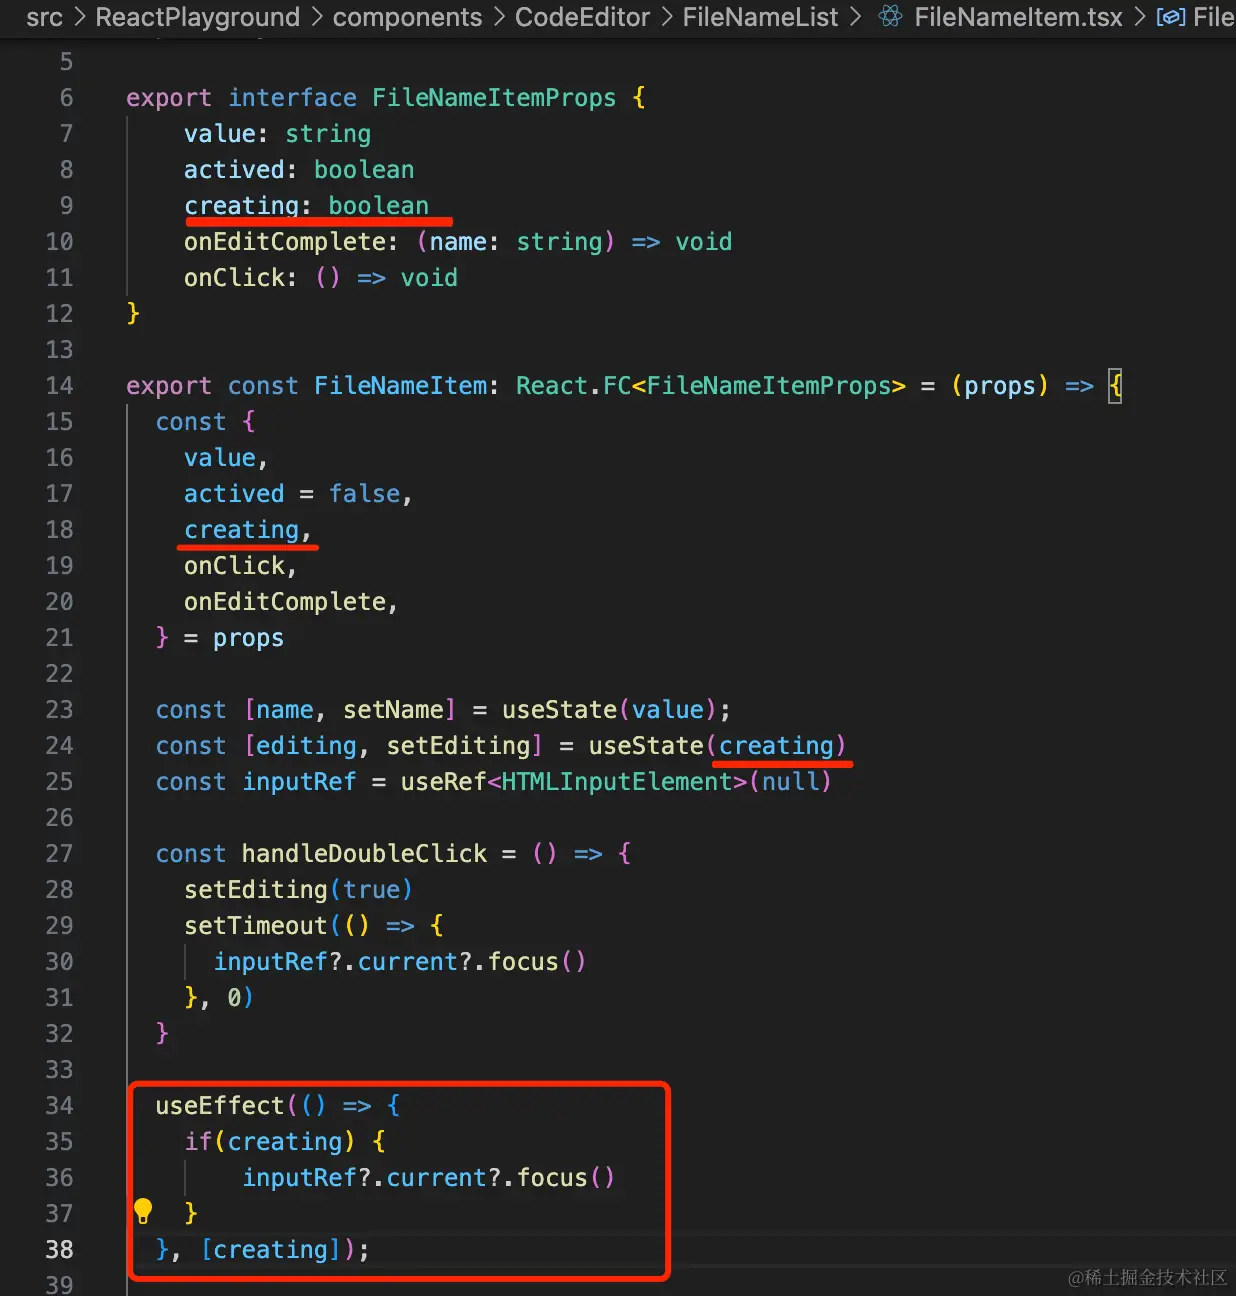 src > ReactPlayground > components > CodeEditor > FileNameList > FileNameItem.tsx > File
5
6 export interface FileNameItemProps {
7 value: string
8 actived: boolean
9 creating: boolean
10 onEditComplete: (name: string) => void
11 onClick: () => void
12 }
13
14 export const FileNameItem: React.FC<FileNameItemProps> = (props) => {
15 const {
16 value,
17 actived = false,
18 creating,
19 onClick,
20 onEditComplete,
21 } = props
22
23 const [name, setName] = useState(value);
24 const [editing, setEditing] = useState(creating)
25 const inputRef = useRef<HTMLInputElement>(null)
26
27 const handleDoubleClick = () => {
28 setEditing(true)
29 setTimeout(() => {
30 inputRef?.current?.focus()
31 }, 0)
32 }
33
34 useEffect(() => {
35 if(creating) {
36 inputRef?.current?.focus()
37 }
38 }, [creating]);
39
@稀土掘金技术社区